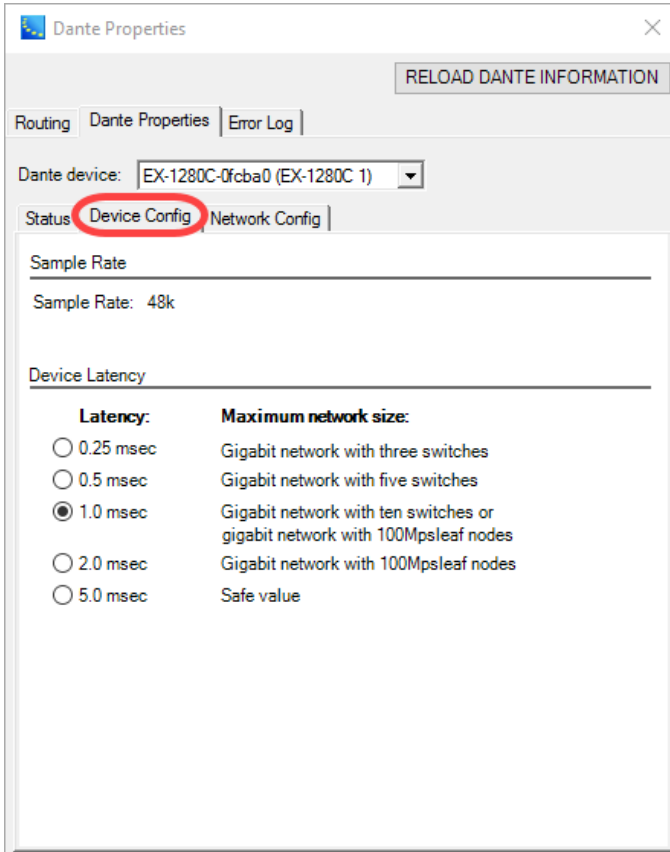 Dante Properties
RELOAD DANTE INFORMATION
Routing Dante Properties Error Log
Dante device: EX-1280C-0fcba0 (EX-1280C 1)
Status Device Config Network Config
Sample Rate
Sample Rate: 48k
Device Latency
Latency: Maximum network size:
0.25 msec Gigabit network with three switches
0.5 msec Gigabit network with five switches
1.0 msec Gigabit network with ten switches or
gigabit network with 100Mpsleaf nodes
2.0 msec Gigabit network with 100Mpsleaf nodes
5.0 msec Safe value